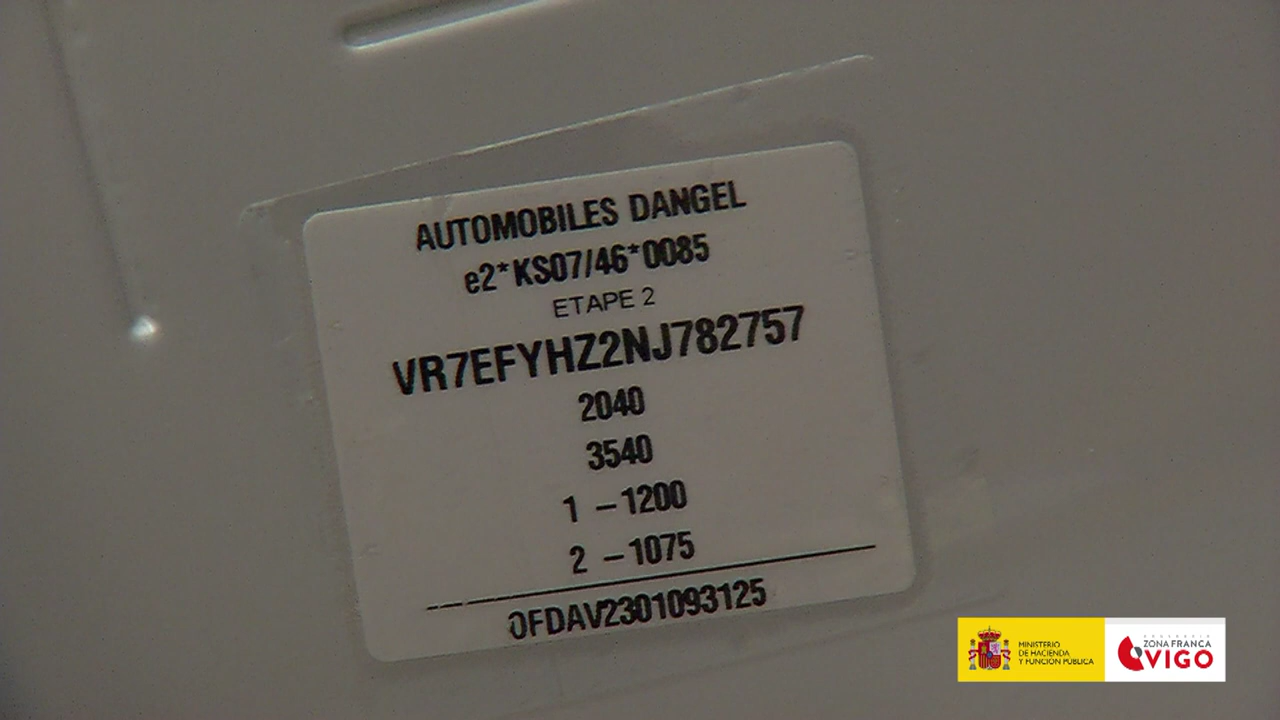 AUTOMOBILES DANGEL
e2*KS07/46*0085
ETAPE 2
VR7EFYHZ2NJ782757
2040
3540
1 –1200
2 –1075
0FDAV2301093125
MINISTERIO
DE HACIENDA
Y FUNCIÓN PÚBLICA
CONSORCIO
ZONA FRANCA
VIGO